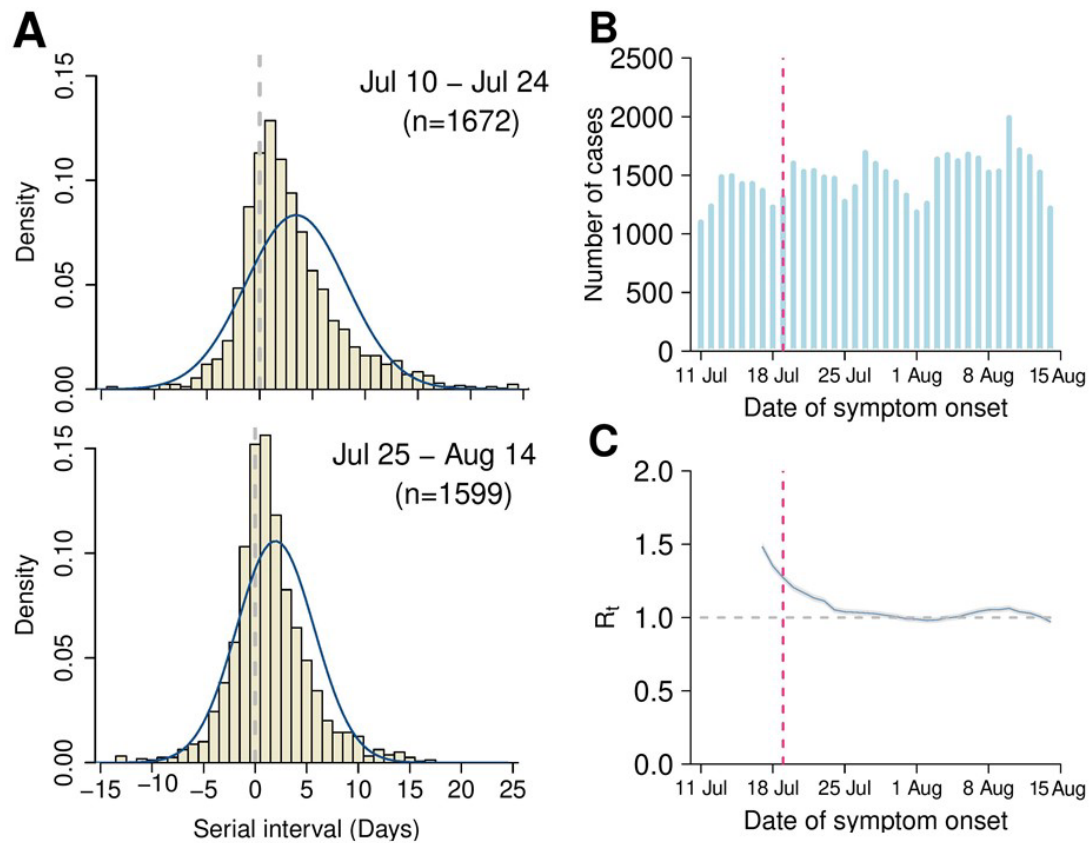 A
Jul 10 – Jul 24
(n=1672)
Density
0.00
0.05
0.10
0.15
Jul 25 – Aug 14
(n=1599)
Density
0.00
0.05
0.10
0.15
−15 −10 −5 0 5 10 15 20 25
Serial interval (Days)
B
Number of cases
2500
2000
1500
1000
500
0
11 Jul 18 Jul 25 Jul 1 Aug 8 Aug 15 Aug
Date of symptom onset
C
Rt
2.0
1.5
1.0
0.5
0.0
11 Jul 18 Jul 25 Jul 1 Aug 8 Aug 15 Aug
Date of symptom onset